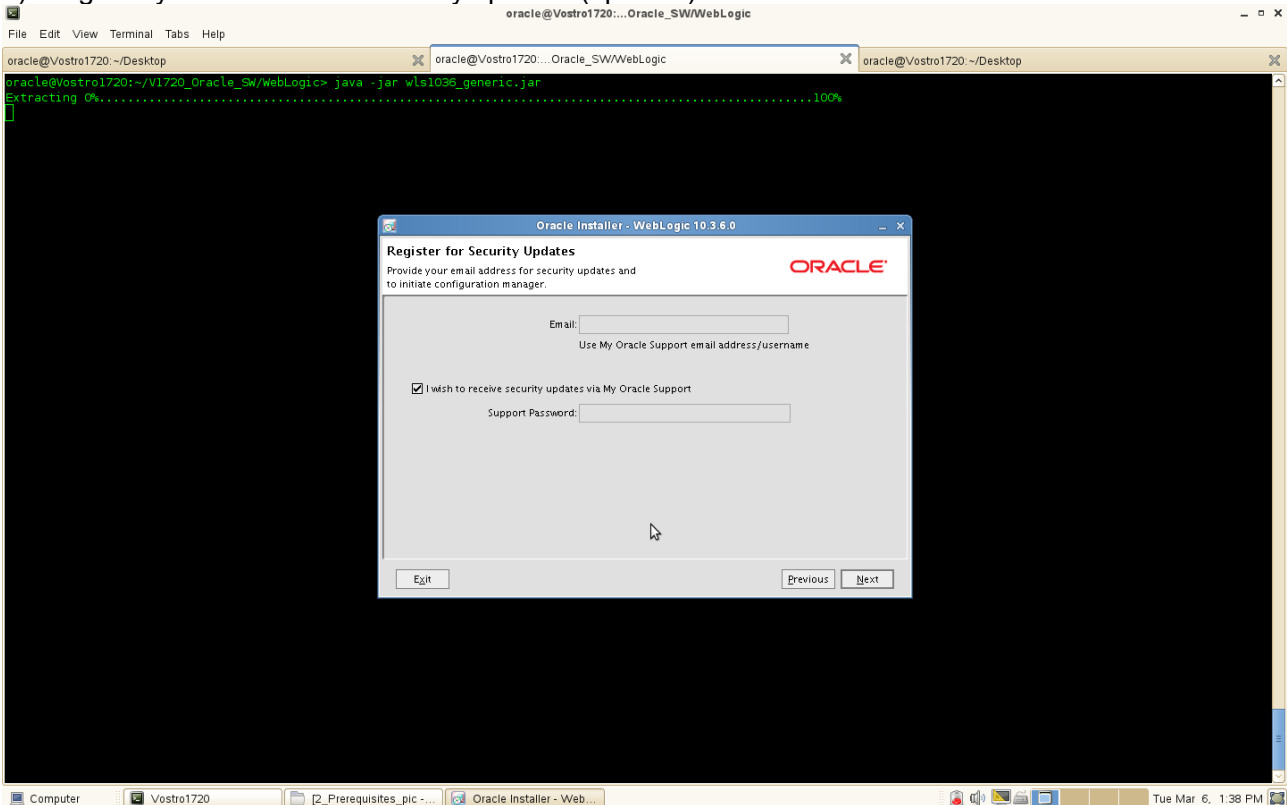 oracle@Vostro1720:...Oracle_SW/WebLogic
File Edit View Terminal Tabs Help
oracle@Vostro1720:~/Desktop
oracle@Vostro1720:...Oracle_SW/WebLogic
oracle@Vostro1720:~/Desktop
oracle@Vostro1720:~/V1720_Oracle_SW/WebLogic> java -jar wls1036_generic.jar
Extracting 0%....................................................................................................100%
Oracle Installer - WebLogic 10.3.6.0
Register for Security Updates
Provide your email address for security updates and
to initiate configuration manager.
ORACLE
Email:
Use My Oracle Support email address/username
I wish to receive security updates via My Oracle Support
Support Password:
Exit
Previous
Next
Computer
Vostro1720
[2_Prerequisites_pic -...
Oracle Installer - Web...
Tue Mar 6, 1:38 PM